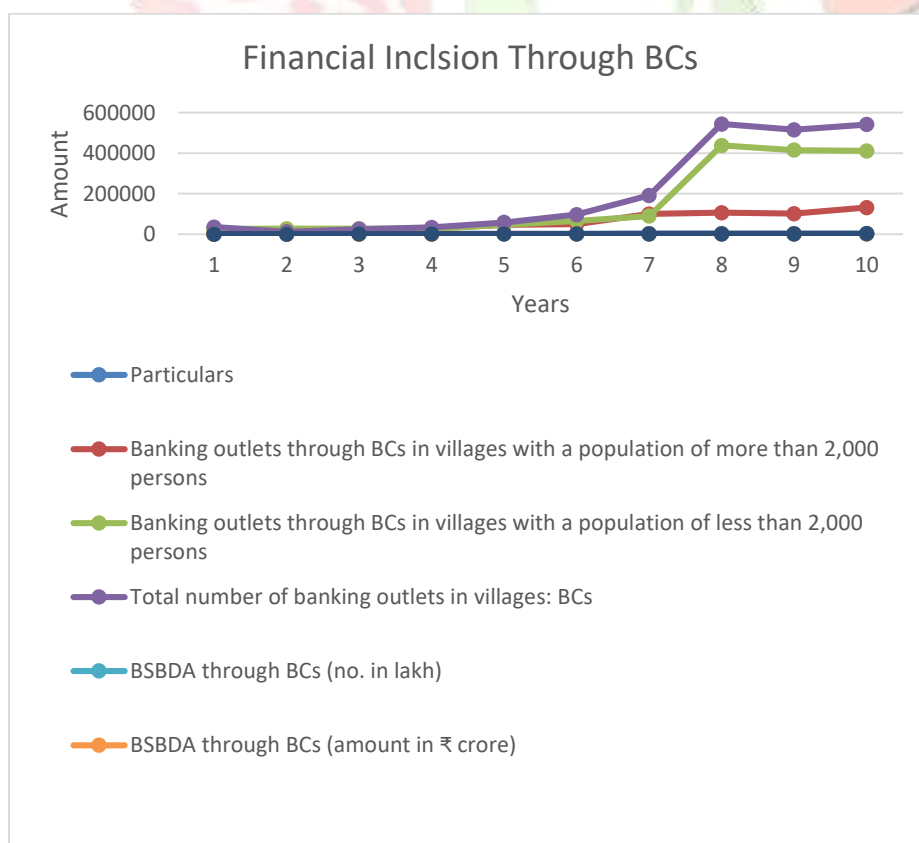 Financial Inclsion Through BCs
600000
400000
200000
0
Amount
1 2 3 4 5 6 7 8 9 10
Years
Particulars
Banking outlets through BCs in villages with a population of more than 2,000
persons
Banking outlets through BCs in villages with a population of less than 2,000
persons
Total number of banking outlets in villages: BCs
BSBDA through BCs (no. in lakh)
BSBDA through BCs (amount in ₹ crore)